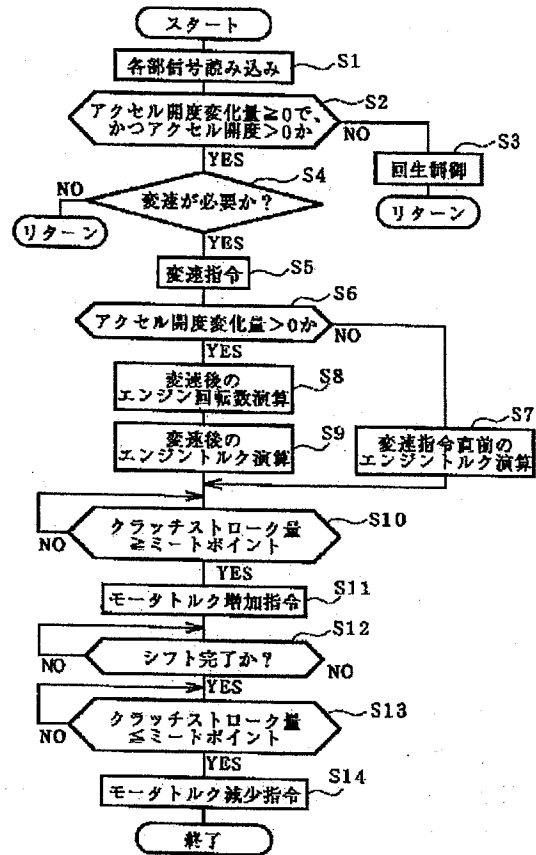 スタート
各部信号読み込み
S1
アクセル開度変化量≧0で、
かつアクセル開度>0か
S2
NO
YES
S3
回生制御
リターン
S4
NO
変速が必要か?
リターン
YES
変速指令
S5
S6
アクセル開度変化量>0か
NO
YES
変速後の
エンジン回転数演算
S8
変速後の
エンジントルク演算
S9
S7
変速指令直前の
エンジントルク演算
クラッチストローク量
≧ミートポイント
S10
NO
YES
モータトルク増加指令
S11
S12
シフト完了か?
NO
NO
YES
クラッチストローク量
≦ミートポイント
S13
NO
YES
S14
モータトルク減少指令
終了